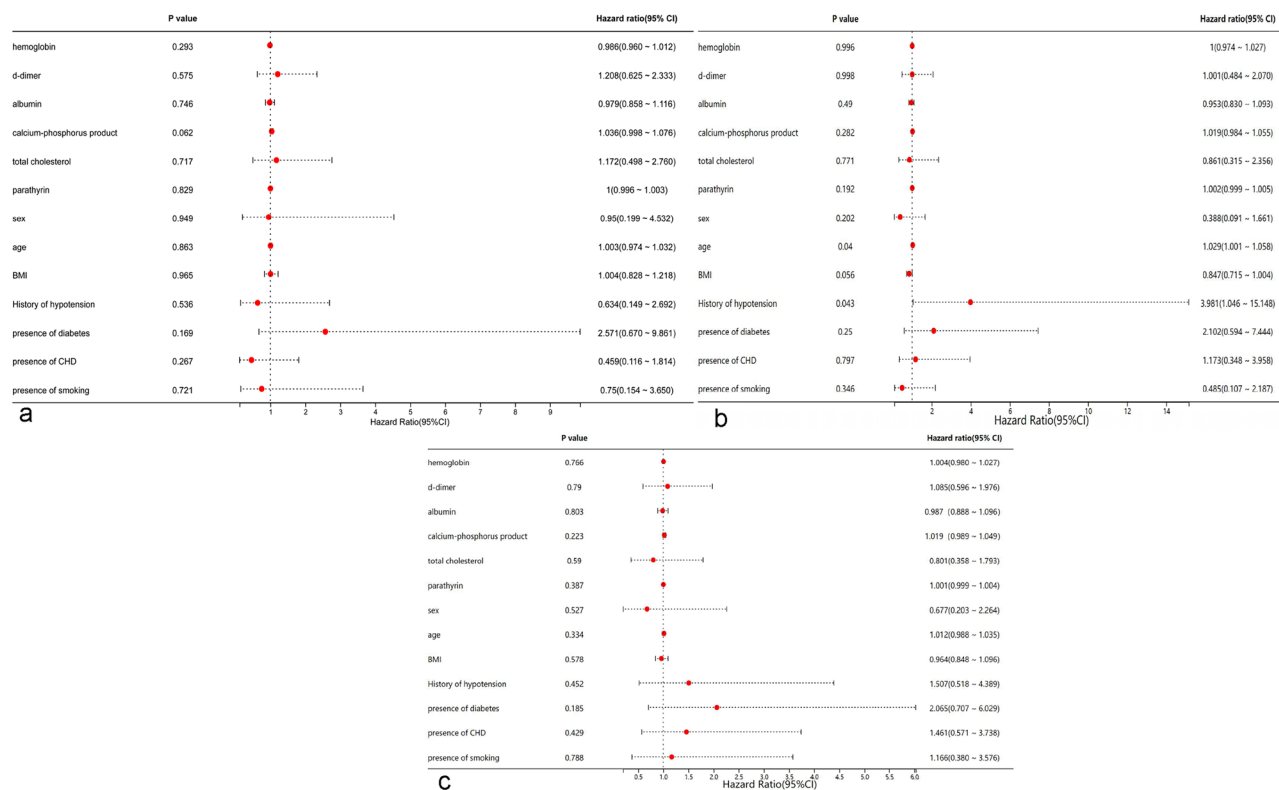 P value Hazard ratio(95% CI)
hemoglobin 0.293 0.986(0.960 ~ 1.012)
d-dimer 0.575 1.208(0.625 ~ 2.333)
albumin 0.746 0.979(0.858 ~ 1.116)
calcium-phosphorus product 0.062 1.036(0.998 ~ 1.076)
total cholesterol 0.717 1.172(0.498 ~ 2.760)
parathyrin 0.829 1(0.996 ~ 1.003)
sex 0.949 0.95(0.199 ~ 4.532)
age 0.863 1.003(0.974 ~ 1.032)
BMI 0.965 1.004(0.828 ~ 1.218)
History of hypotension 0.536 0.634(0.149 ~ 2.692)
presence of diabetes 0.169 2.571(0.670 ~ 9.861)
presence of CHD 0.267 0.459(0.116 ~ 1.814)
presence of smoking 0.721 0.75(0.154 ~ 3.650)
1 2 3 4 5 6 7 8 9
Hazard Ratio(95%CI)
a
P value Hazard ratio(95% CI)
hemoglobin 0.996 1(0.974 ~ 1.027)
d-dimer 0.998 1.001(0.484 ~ 2.070)
albumin 0.49 0.953(0.830 ~ 1.093)
calcium-phosphorus product 0.282 1.019(0.984 ~ 1.055)
total cholesterol 0.771 0.861(0.315 ~ 2.356)
parathyrin 0.192 1.002(0.999 ~ 1.005)
sex 0.202 0.388(0.091 ~ 1.661)
age 0.04 1.029(1.001 ~ 1.058)
BMI 0.056 0.847(0.715 ~ 1.004)
History of hypotension 0.043 3.981(1.046 ~ 15.148)
presence of diabetes 0.25 2.102(0.594 ~ 7.444)
presence of CHD 0.797 1.173(0.348 ~ 3.958)
presence of smoking 0.346 0.485(0.107 ~ 2.187)
2 4 6 8 10 12 14
Hazard Ratio(95%CI)
b
P value Hazard ratio(95% CI)
hemoglobin 0.766 1.004(0.980 ~ 1.027)
d-dimer 0.79 1.085(0.596 ~ 1.976)
albumin 0.803 0.987 (0.888 ~ 1.096)
calcium-phosphorus product 0.223 1.019 (0.989 ~ 1.049)
total cholesterol 0.59 0.801(0.358 ~ 1.793)
parathyrin 0.387 1.001(0.999 ~ 1.004)
sex 0.527 0.677(0.203 ~ 2.264)
age 0.334 1.012(0.988 ~ 1.035)
BMI 0.578 0.964(0.848 ~ 1.096)
History of hypotension 0.452 1.507(0.518 ~ 4.389)
presence of diabetes 0.185 2.065(0.707 ~ 6.029)
presence of CHD 0.429 1.461(0.571 ~ 3.738)
presence of smoking 0.788 1.166(0.380 ~ 3.576)
0.5 1.0 1.5 2.0 2.5 3.0 3.5 4.0 4.5 5.0 5.5 6.0
Hazard Ratio(95%CI)
c